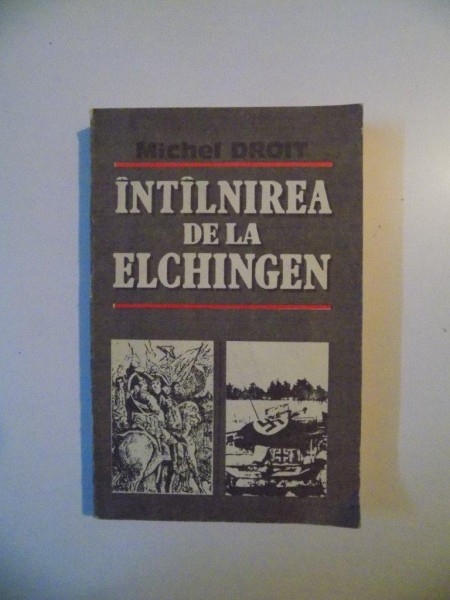 Michel DROIT
ÎNTÎLNIREA
DE LA
ELCHINGEN